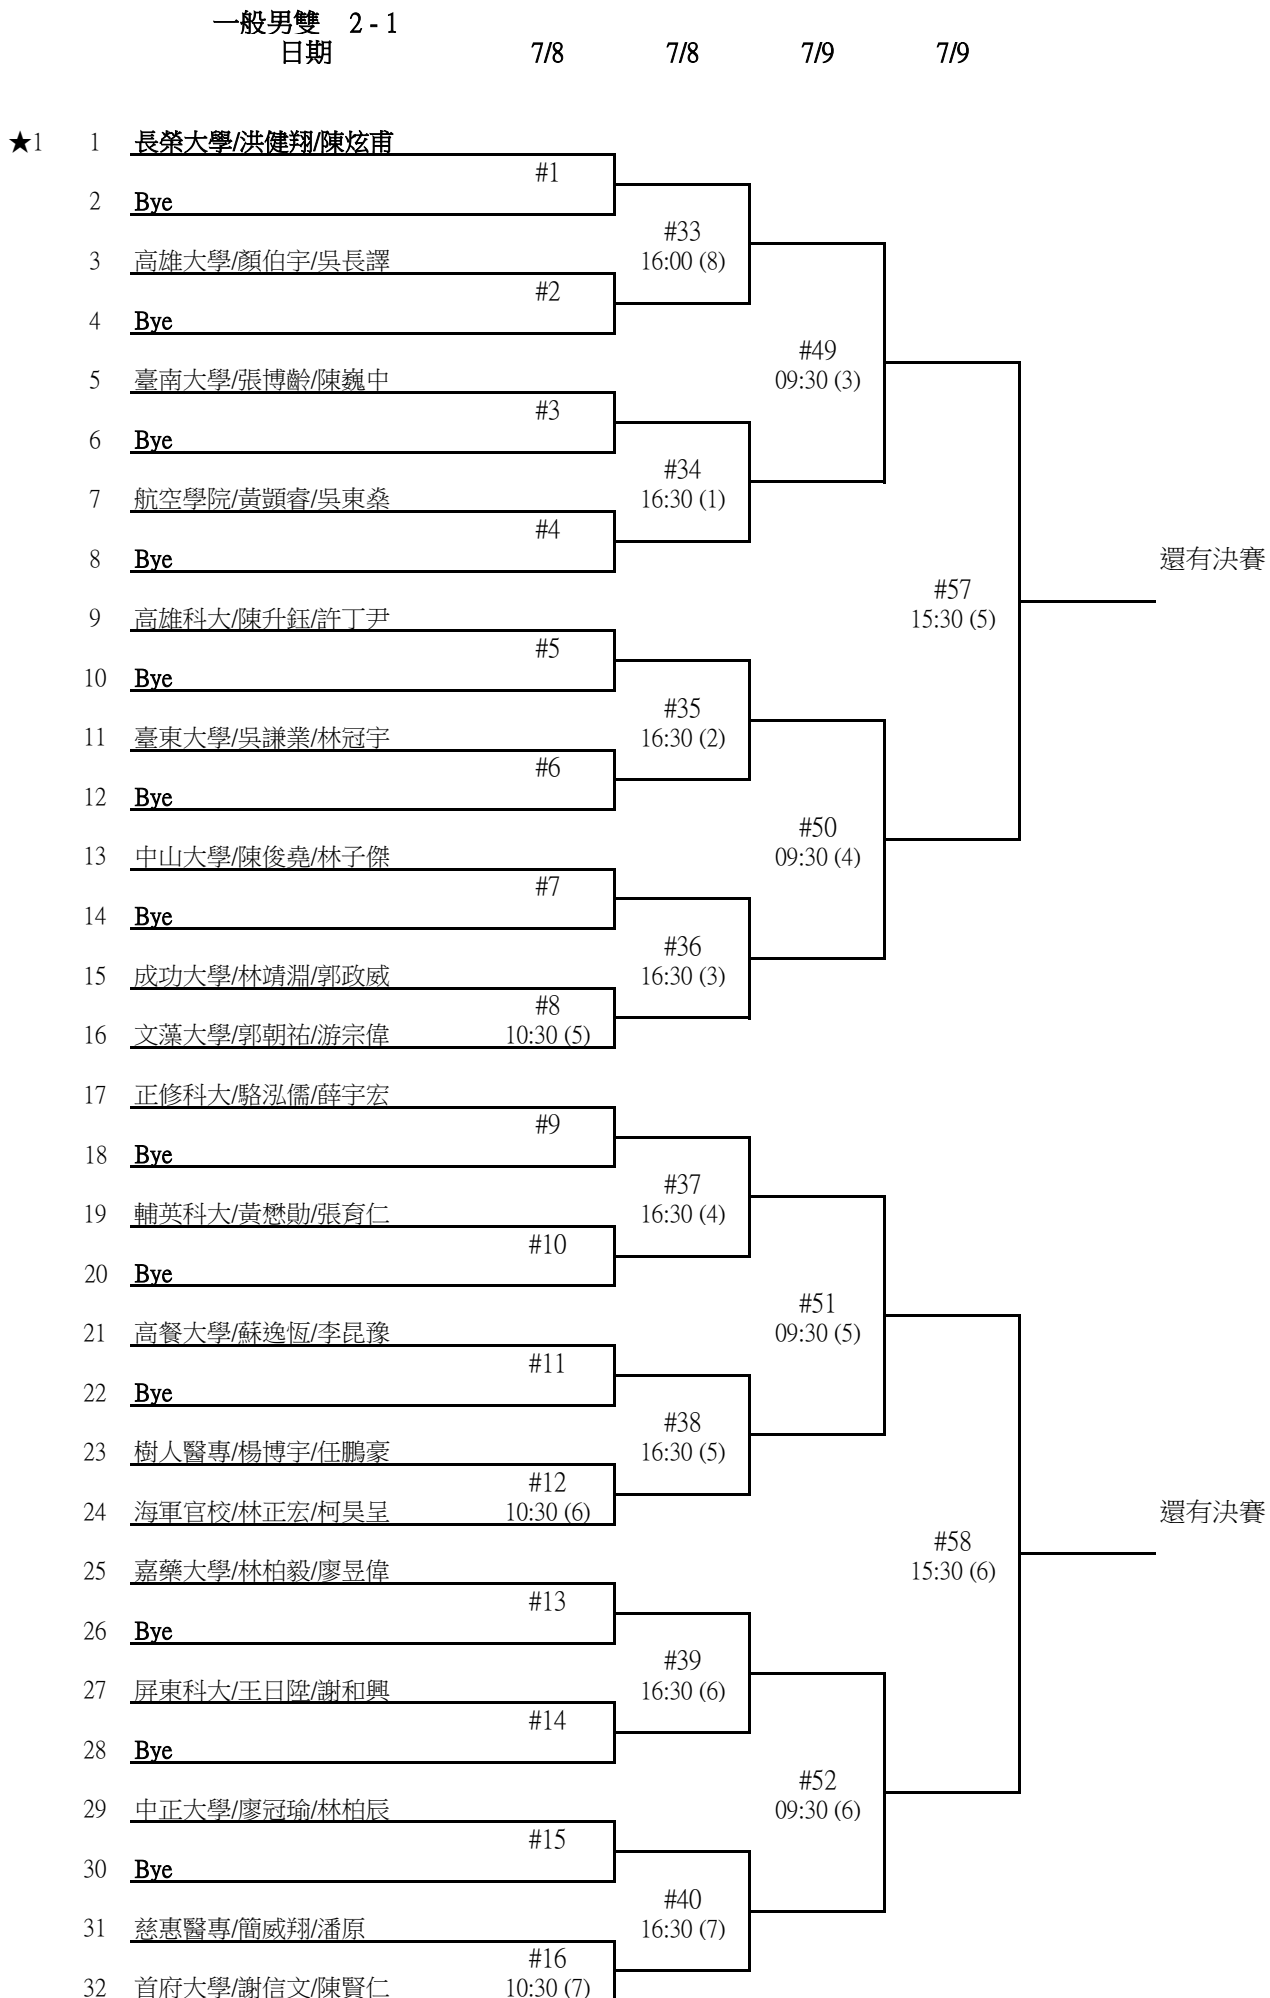 一般男雙 2 - 1
日期 7/8 7/8 7/9 7/9
★1 1 長榮大學/洪健翔/陳炫甫
#1
2 Bye
#33
3 高雄大學/顏伯宇/吳長譯 16:00 (8)
#2
4 Bye
#49
5 臺南大學/張博齡/陳巍中 09:30 (3)
#3
6 Bye
#34
7 航空學院/黃顗睿/吳東燊 16:30 (1)
#4
8 Bye 還有決賽
#57
9 高雄科大/陳升鈺/許丁尹 15:30 (5)
#5
10 Bye
#35
11 臺東大學/吳謙業/林冠宇 16:30 (2)
#6
12 Bye
#50
13 中山大學/陳俊堯/林子傑 09:30 (4)
#7
14 Bye
#36
15 成功大學/林靖淵/郭政威 16:30 (3)
#8
16 文藻大學/郭朝祐/游宗偉 10:30 (5)
17 正修科大/駱泓儒/薛宇宏
#9
18 Bye
#37
19 輔英科大/黃懋勛/張育仁 16:30 (4)
#10
20 Bye
#51
21 高餐大學/蘇逸恆/李昆豫 09:30 (5)
#11
22 Bye
#38
23 樹人醫專/楊博宇/任鵬豪 16:30 (5)
#12
24 海軍官校/林正宏/柯昊呈 10:30 (6) 還有決賽
#58
25 嘉藥大學/林柏毅/廖昱偉 15:30 (6)
#13
26 Bye
#39
27 屏東科大/王日陞/謝和興 16:30 (6)
#14
28 Bye
#52
29 中正大學/廖冠瑜/林柏辰 09:30 (6)
#15
30 Bye
#40
31 慈惠醫專/簡威翔/潘原 16:30 (7)
#16
32 首府大學/謝信文/陳賢仁 10:30 (7)